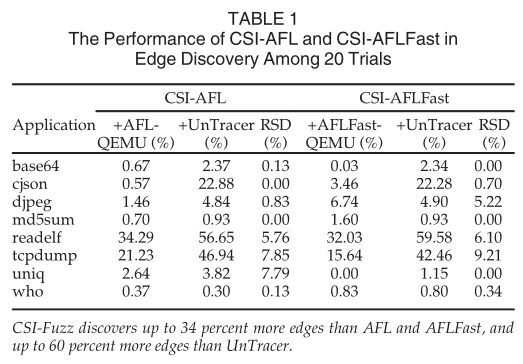 TABLE 1
The Performance of CSI-AFL and CSI-AFLFast in
Edge Discovery Among 20 Trials
CSI-AFL CSI-AFLFast
Application +AFL-QEMU (%) +UnTracer (%) RSD (%) +AFLFast-QEMU (%) +UnTracer (%) RSD (%)
base64 0.67 2.37 0.13 0.03 2.34 0.00
cjson 0.57 22.88 0.00 3.46 22.28 0.70
djpeg 1.46 4.84 0.83 6.74 4.90 5.22
md5sum 0.70 0.93 0.00 1.60 0.93 0.00
readelf 34.29 56.65 5.76 32.03 59.58 6.10
tcpdump 21.23 46.94 7.85 15.64 42.46 9.21
uniq 2.64 3.82 7.79 0.00 1.15 0.00
who 0.37 0.30 0.13 0.83 0.80 0.34
CSI-Fuzz discovers up to 34 percent more edges than AFL and AFLFast, and
up to 60 percent more edges than UnTracer.